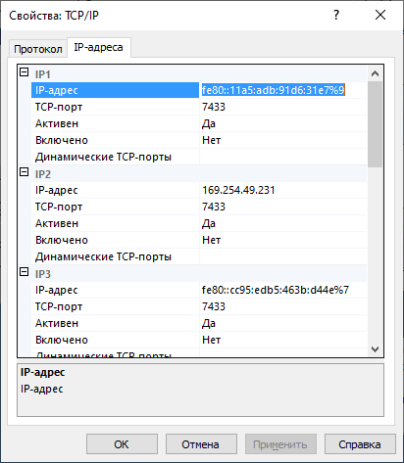 Свойства: TCP/IP
Протокол IP-адреса
IP1
IP-адрес fe80::11a5:adb:91d6:31e7%9
TCP-порт 7433
Активен Да
Включено Нет
Динамические TCP-порты
IP2
IP-адрес 169.254.49.231
TCP-порт 7433
Активен Да
Включено Нет
Динамические TCP-порты
IP3
IP-адрес fe80::cc95:edb5:463b:d44e%7
TCP-порт 7433
Активен Да
Включено Нет
Динамические TCP-порты
IP-адрес
IP-адрес
OK Отмена Применить Справка